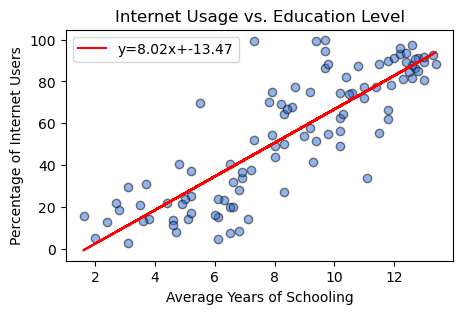 Internet Usage vs. Education Level
y=8.02x+-13.47
Percentage of Internet Users
100
80
60
40
20
0
2 4 6 8 10 12
Average Years of Schooling